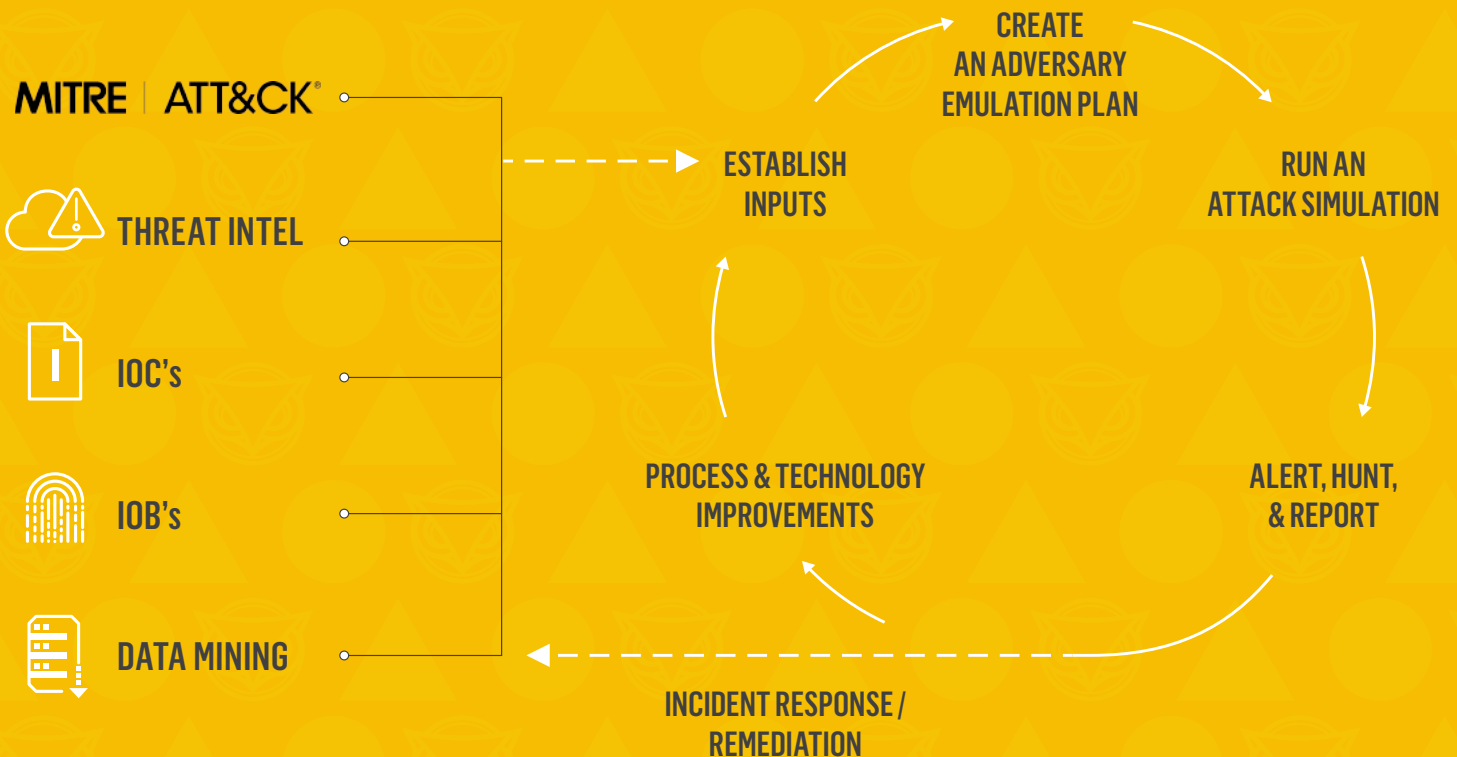 MITRE | ATT&CK®
THREAT INTEL
IOC's
IOB's
DATA MINING
CREATE
AN ADVERSARY
EMULATION PLAN
ESTABLISH
INPUTS
RUN AN
ATTACK SIMULATION
PROCESS & TECHNOLOGY
IMPROVEMENTS
ALERT, HUNT,
& REPORT
INCIDENT RESPONSE /
REMEDIATION